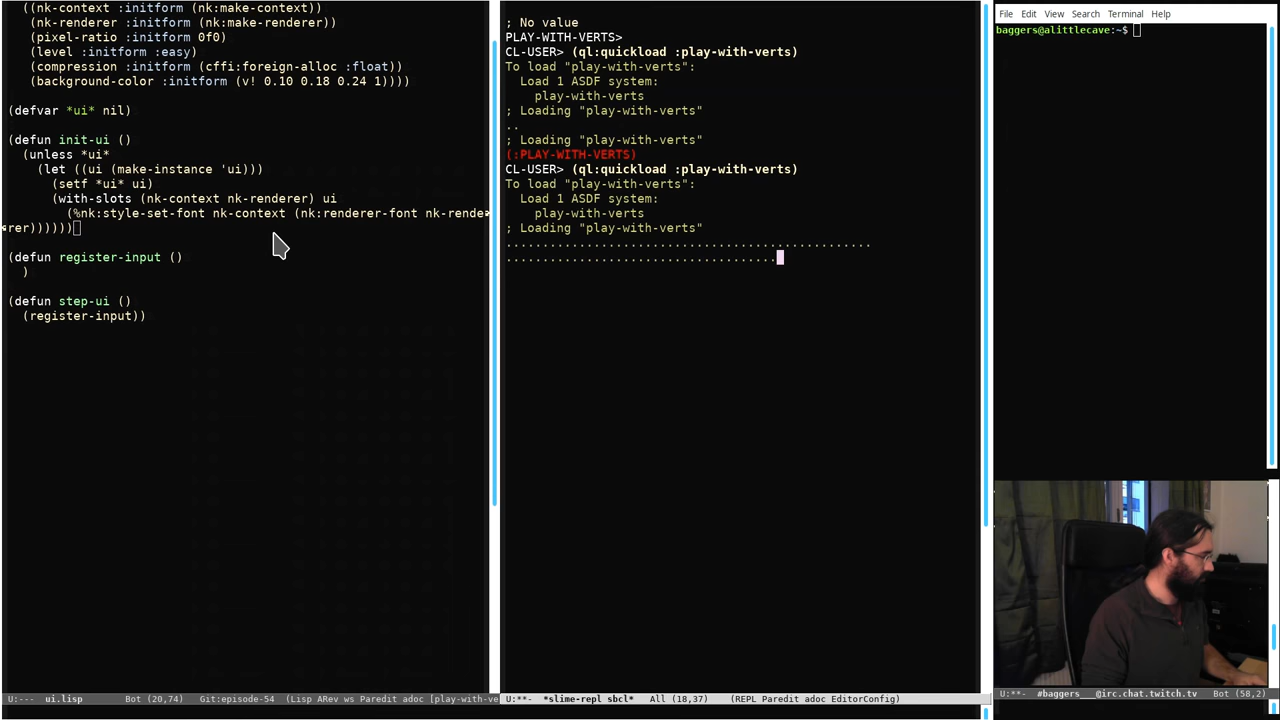 ((nk-context :initform (nk:make-context))
(nk-renderer :initform (nk:make-renderer))
(pixel-ratio :initform 0f0)
(level :initform :easy)
(compression :initform (cffi:foreign-alloc :float))
(background-color :initform (v! 0.10 0.18 0.24 1))))
(defvar *ui* nil)
(defun init-ui ()
(unless *ui*
(let ((ui (make-instance 'ui)))
(setf *ui* ui)
(with-slots (nk-context nk-renderer) ui
(%nk:style-set-font nk-context (nk:renderer-font nk-rende
rer))))))
(defun register-input ()
)
(defun step-ui ()
(register-input))
U:--- ui.lisp Bot (20,74) Git:episode-54 (Lisp ARev ws Paredit adoc [play-with-ve
; No value
PLAY-WITH-VERTS>
CL-USER> (ql:quickload :play-with-verts)
To load "play-with-verts":
Load 1 ASDF system:
play-with-verts
; Loading "play-with-verts"
..
; Loading "play-with-verts"
(:PLAY-WITH-VERTS)
CL-USER> (ql:quickload :play-with-verts)
To load "play-with-verts":
Load 1 ASDF system:
play-with-verts
; Loading "play-with-verts"
..................................................
.....................................
U:**- *slime-repl sbcl* All (18,37) (REPL Paredit adoc EditorConfig)
File Edit View Search Terminal Help
baggers@alittlecave:~$
U:**- #baggers___@irc.chat.twitch.tv Bot (58,2)